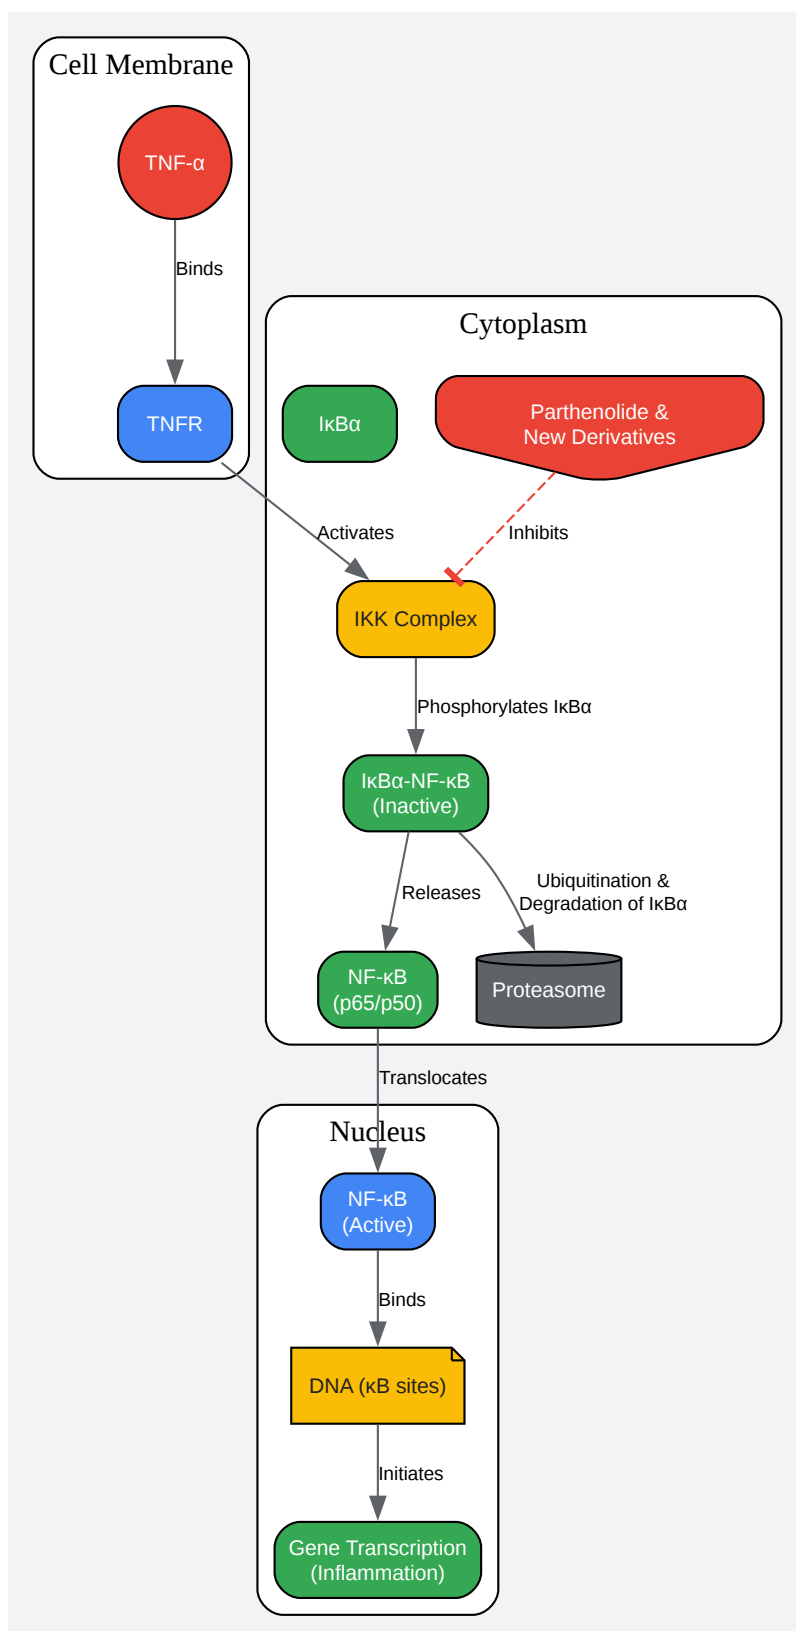 Cell Membrane
TNF-α
Binds
TNFR
Cytoplasm
IκBα
Parthenolide &
New Derivatives
Activates
Inhibits
IKK Complex
Phosphorylates IκBα
IκBα-NF-κB
(Inactive)
Releases
Ubiquitination &
Degradation of IκBα
NF-κB
(p65/p50)
Proteasome
Translocates
Nucleus
NF-κB
(Active)
Binds
DNA (κB sites)
Initiates
Gene Transcription
(Inflammation)